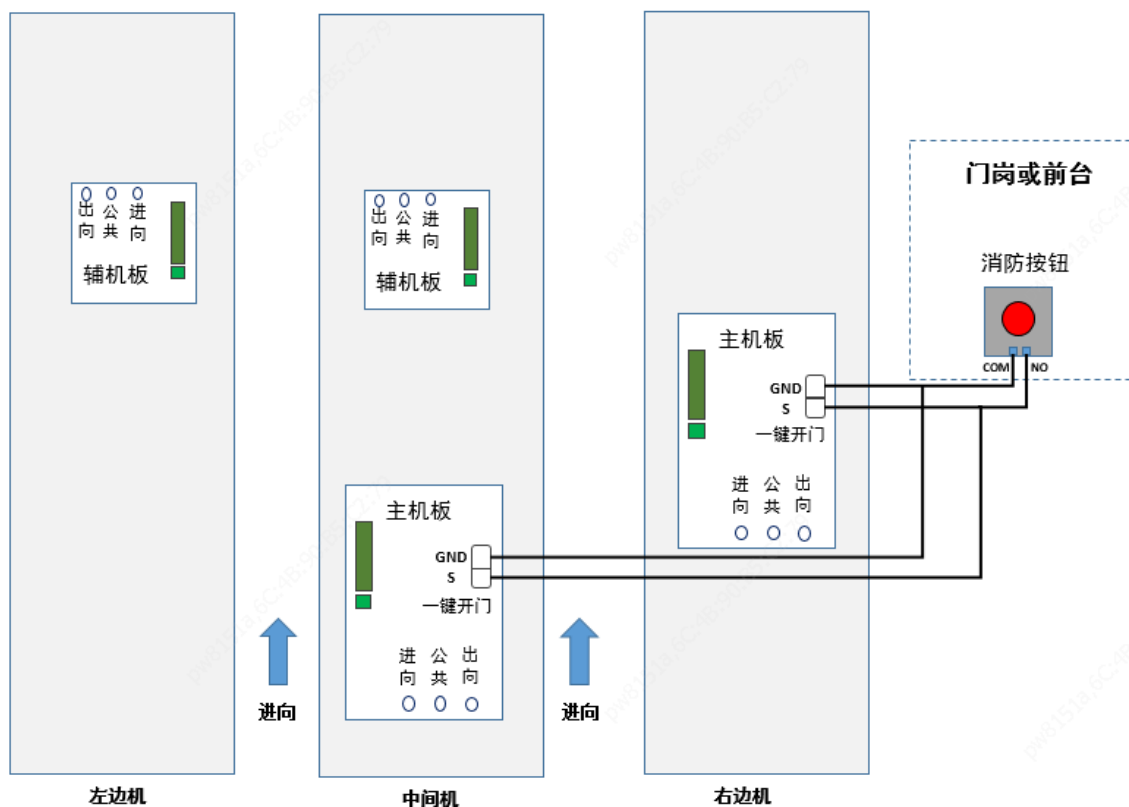 门岗或前台
消防按钮
COM NO
出向 公共 进向
辅机板
出向 公共 进向
辅机板
主机板
GND
S
一键开门
进向 公共 出向
主机板
GND
S
一键开门
进向 公共 出向
进向
进向
左边机
中间机
右边机